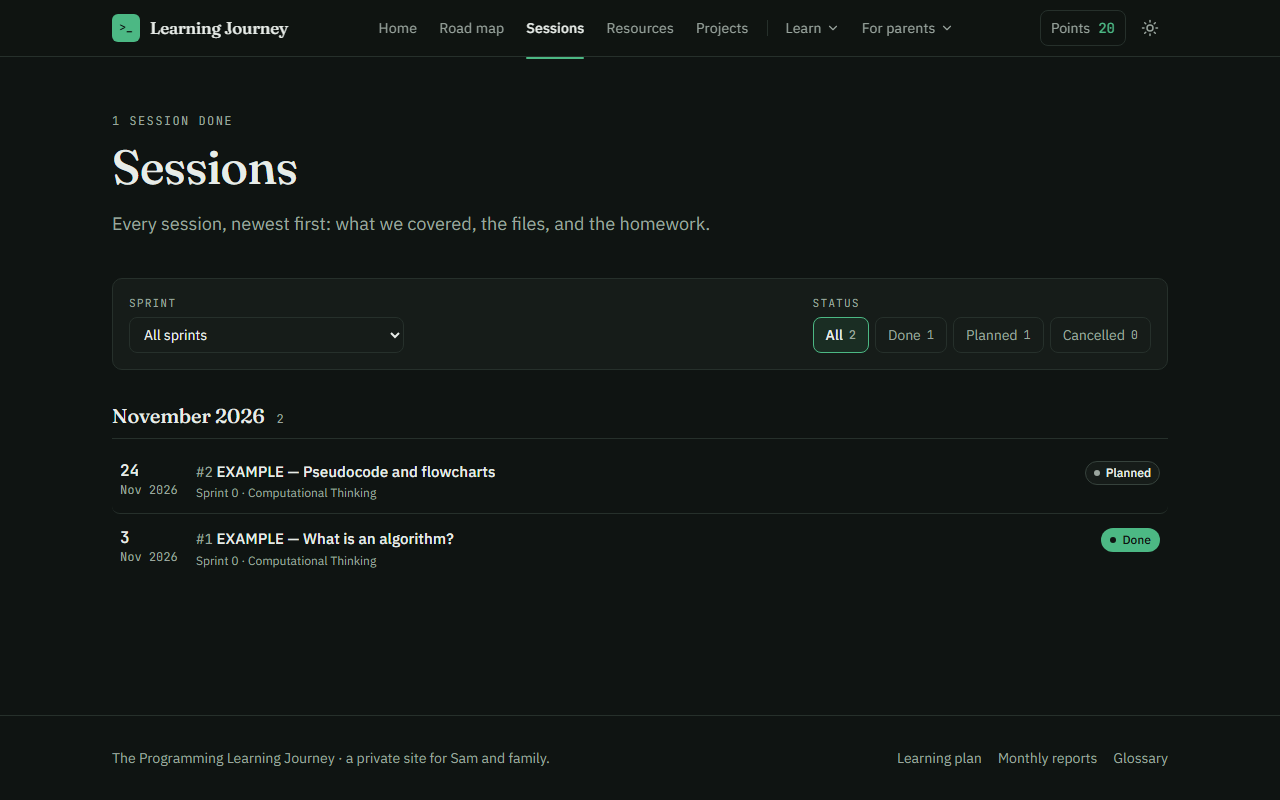 >_ Learning Journey Home Road map Sessions Resources Projects Learn For parents Points 20
1 SESSION DONE
Sessions
Every session, newest first: what we covered, the files, and the homework.
SPRINT STATUS
All sprints All 2 Done 1 Planned 1 Cancelled 0
November 2026 2
24 #2 EXAMPLE — Pseudocode and flowcharts Planned
Nov 2026 Sprint 0 · Computational Thinking
3 #1 EXAMPLE — What is an algorithm? Done
Nov 2026 Sprint 0 · Computational Thinking
The Programming Learning Journey · a private site for Sam and family. Learning plan Monthly reports Glossary